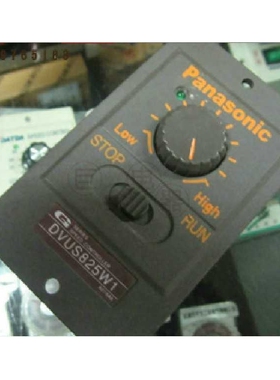 Panasonic
Low
High
STOP
RUN
G
DVUS825W1